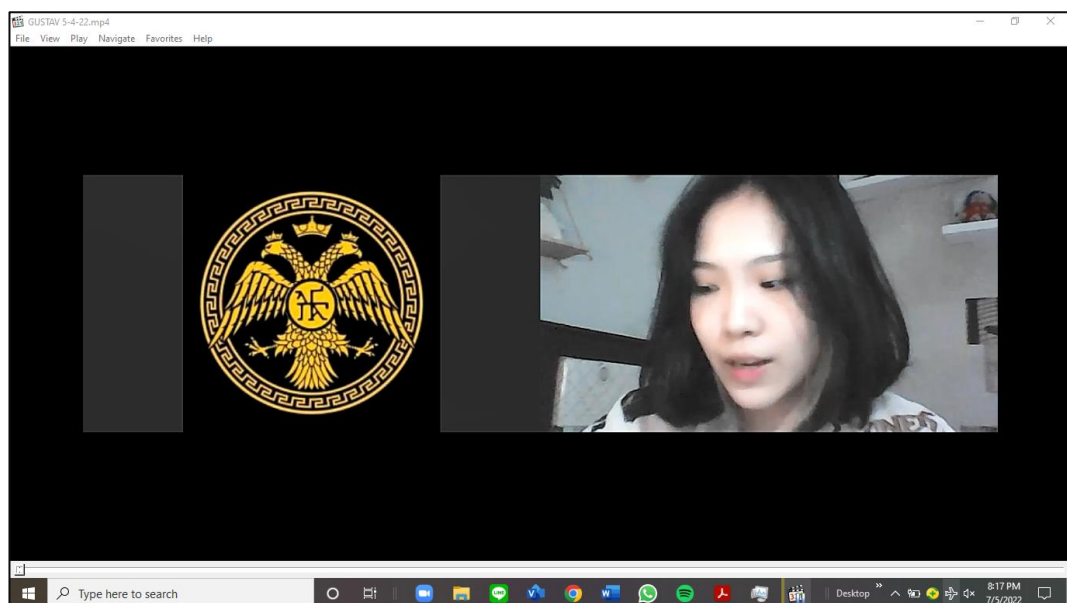 GUSTAV 5-4-22.mp4
File View Play Navigate Favorites Help
Type here to search
Desktop
8:17 PM
7/5/2022